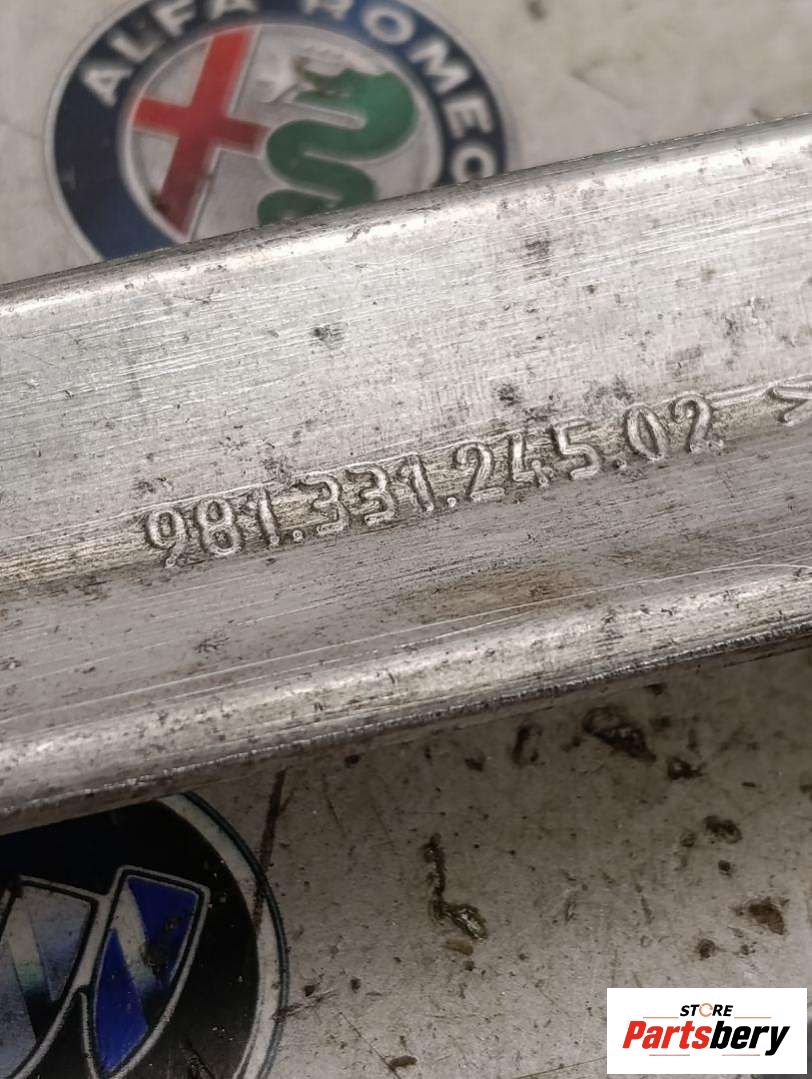 ALFA ROMEO
981.331.245.02
STORE
Partsbery